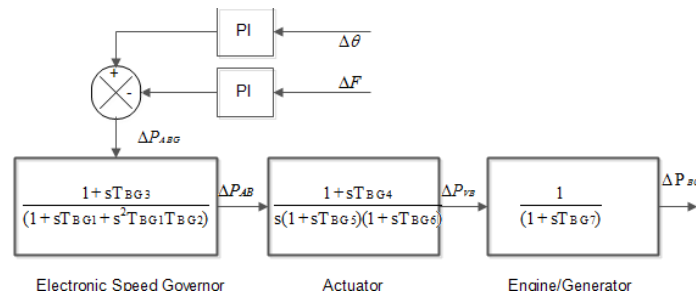 PI
Δθ
+
-
PI
ΔF
ΔP_ABG
1+sT_BG3
(1+sT_BG1+s²T_BG1T_BG2)
ΔP_AB
1+sT_BG4
s(1+sT_BG5)(1+sT_BG6)
ΔP_VB
1
(1+sT_BG7)
Electronic Speed Governor
Actuator
Engine/Generator